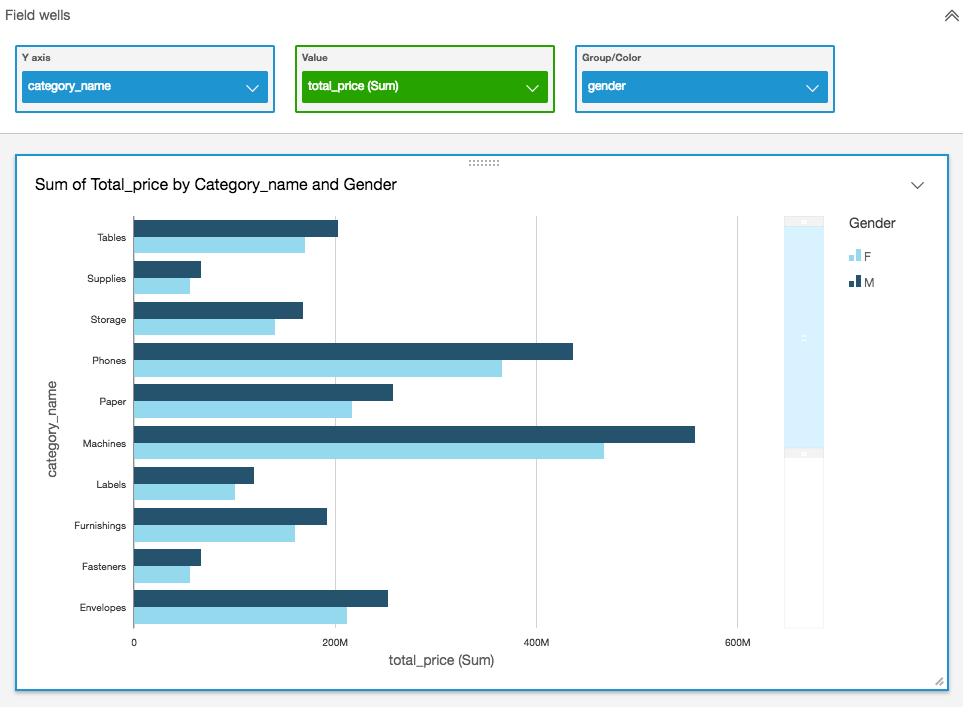 Field wells
Y axis
category_name
Value
total_price (Sum)
Group/Color
gender
Sum of Total_price by Category_name and Gender
Gender
F
M
category_name
Tables
Supplies
Storage
Phones
Paper
Machines
Labels
Furnishings
Fasteners
Envelopes
0
200M
400M
600M
total_price (Sum)